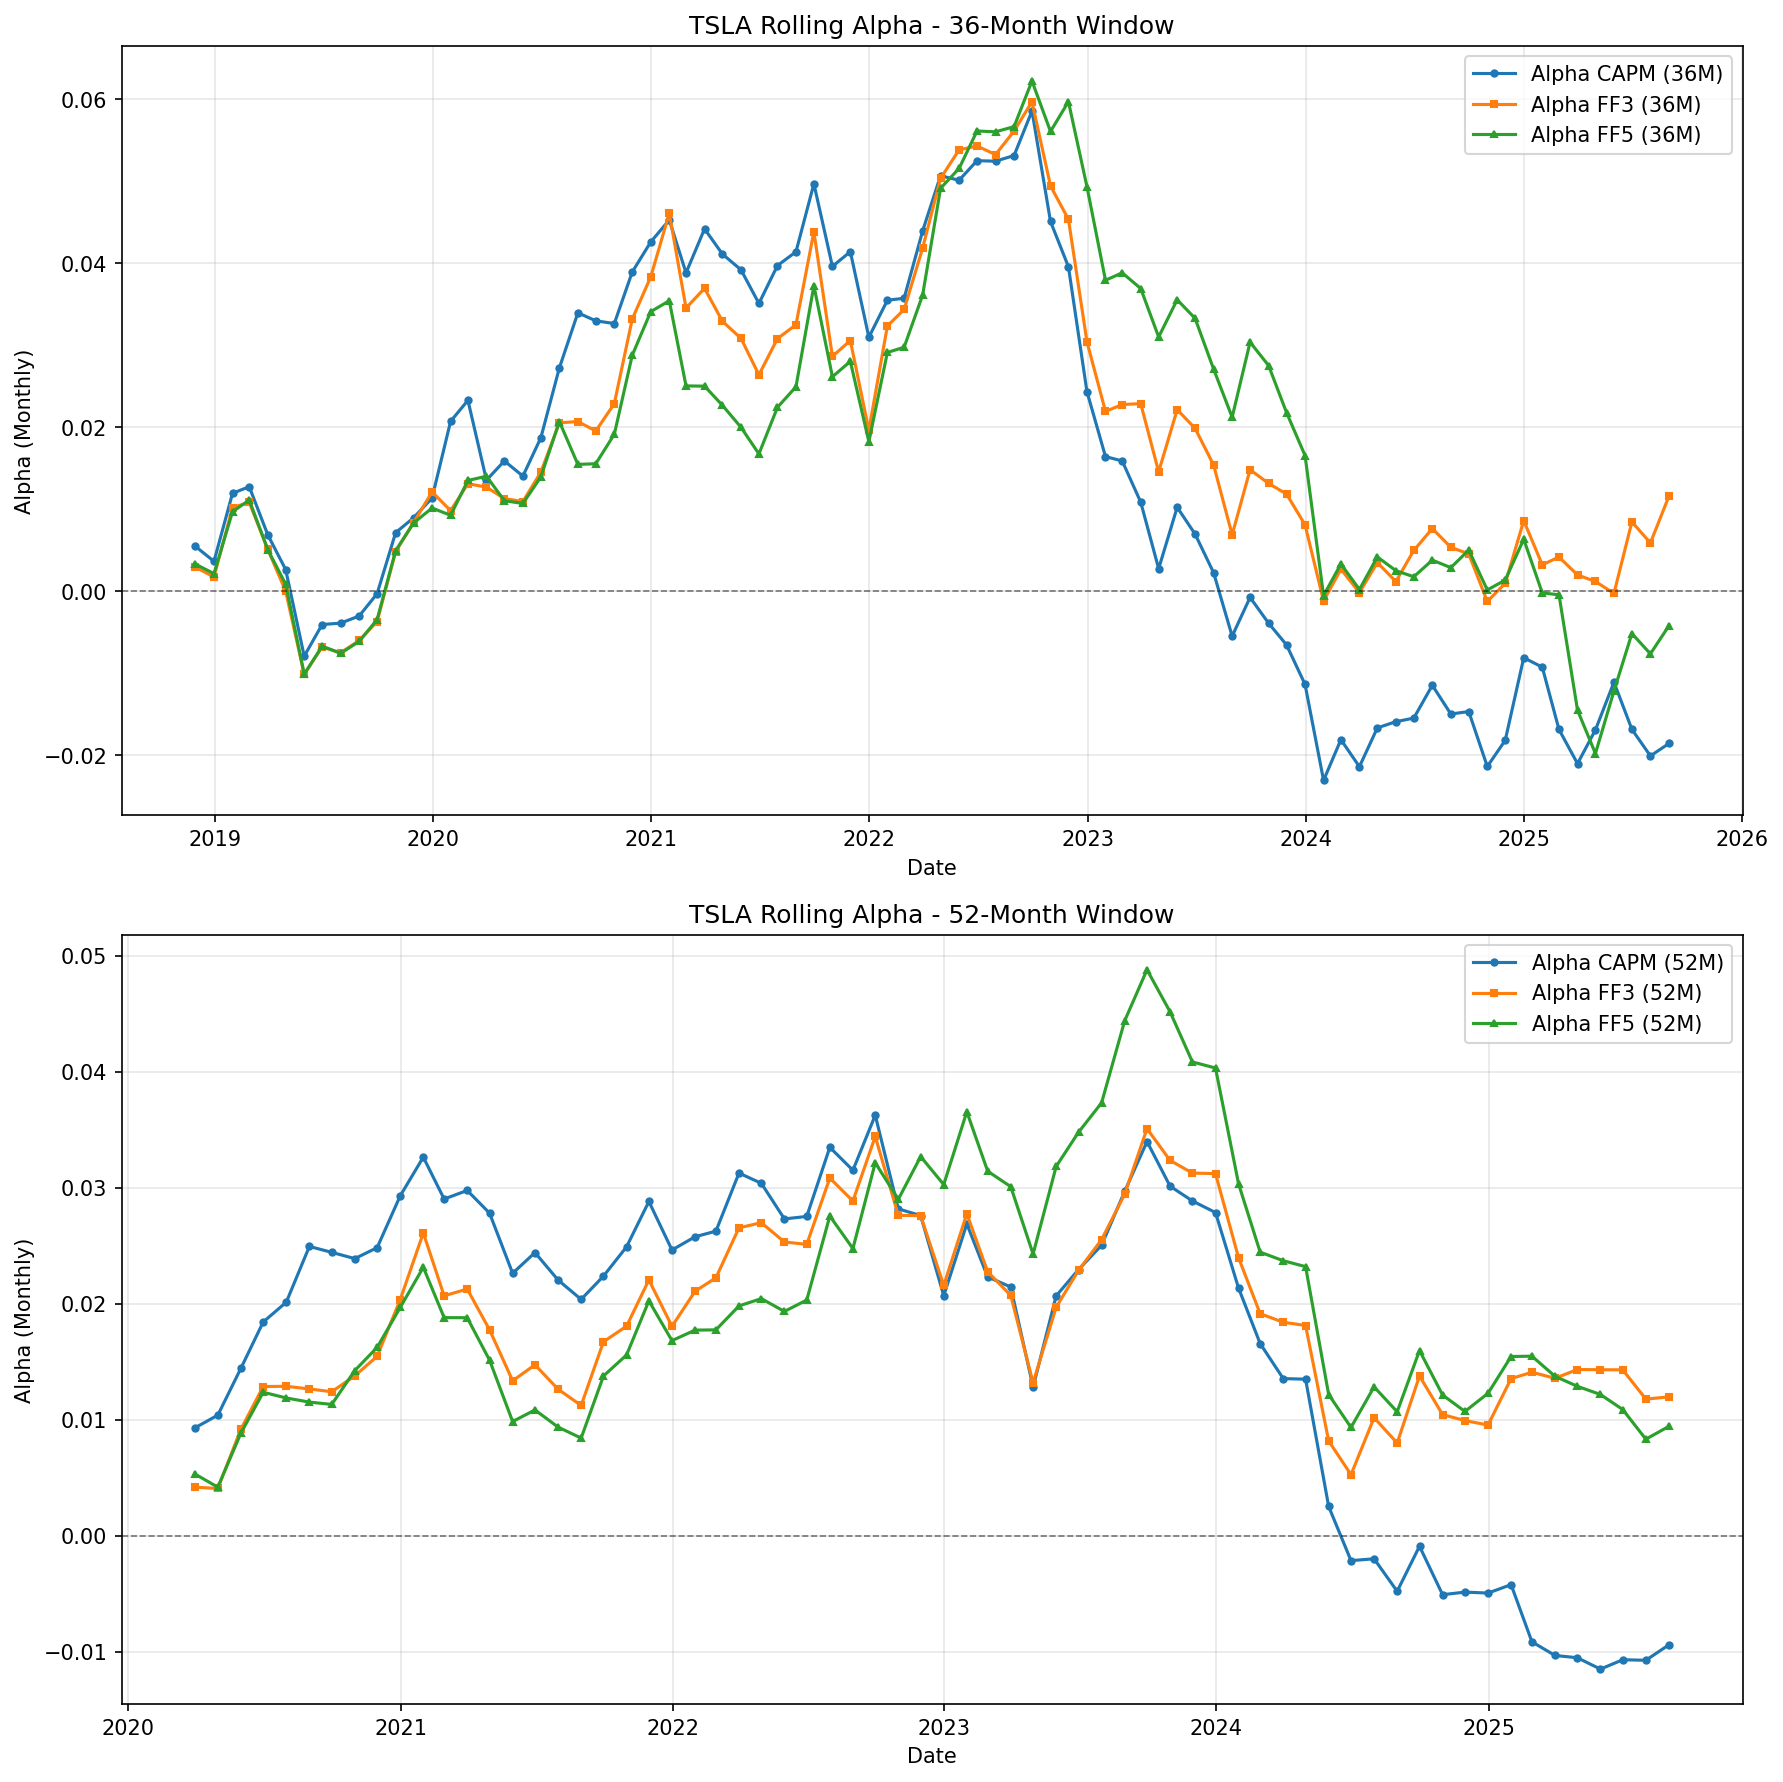 TSLA Rolling Alpha - 36-Month Window
Alpha CAPM (36M)
Alpha FF3 (36M)
Alpha FF5 (36M)
Alpha (Monthly)
0.06
0.04
0.02
0.00
−0.02
2019 2020 2021 2022 2023 2024 2025 2026
Date
TSLA Rolling Alpha - 52-Month Window
Alpha CAPM (52M)
Alpha FF3 (52M)
Alpha FF5 (52M)
Alpha (Monthly)
0.05
0.04
0.03
0.02
0.01
0.00
−0.01
2020 2021 2022 2023 2024 2025
Date